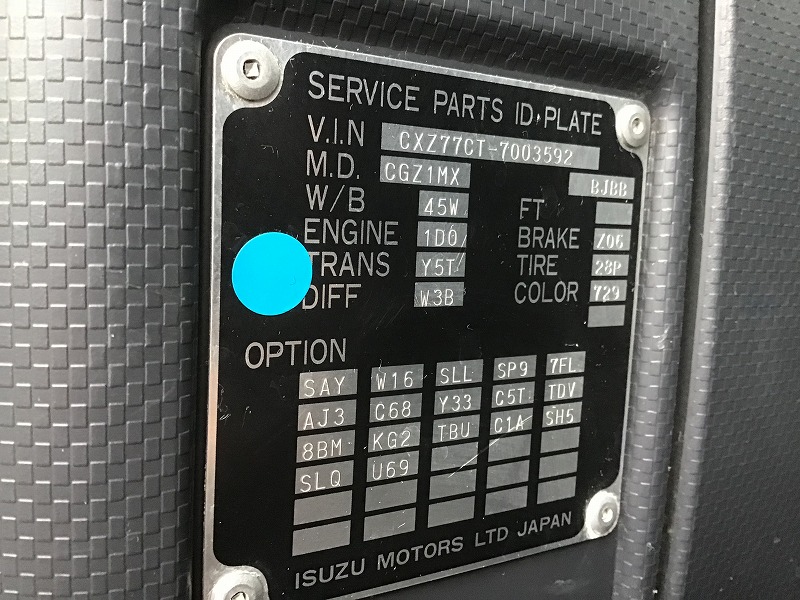 SERVICE PARTS ID·PLATE
V.I.N CXZ77CT-7003592
M.D. CGZ1MX BJBB
W/B 45W FT
ENGINE 1D0 BRAKE Z06
TRANS Y5T TIRE 28P
DIFF W3B COLOR 729
OPTION
SAY W16 SLL SP9 7FL
AJ3 C68 Y33 C5T TDV
8BM KG2 TBU C1A SH5
SLQ U69
ISUZU MOTORS LTD JAPAN